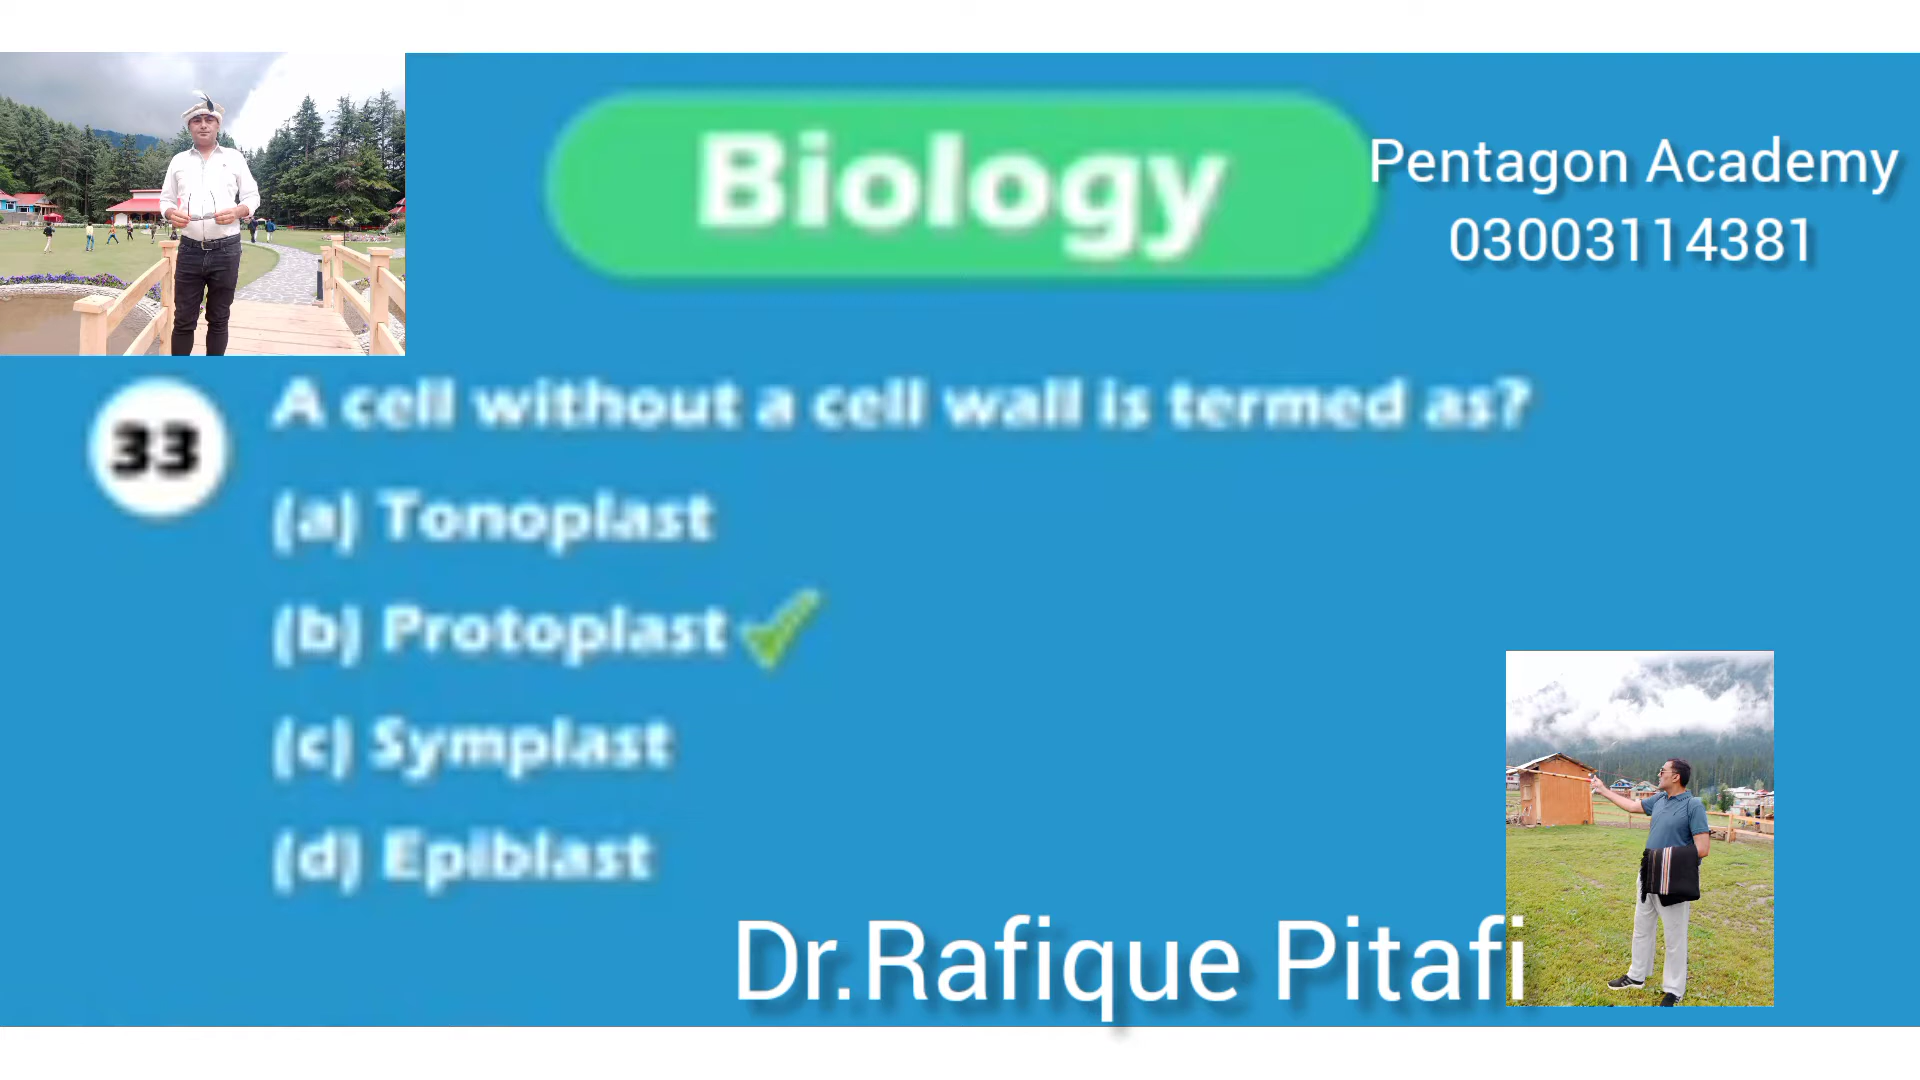 Biology
Pentagon Academy
03003114381
33
A cell without a cell wall is termed as?
(a) Tonoplast
(b) Protoplast
(c) Symplast
(d) Epiblast
Dr.Rafique Pitafi